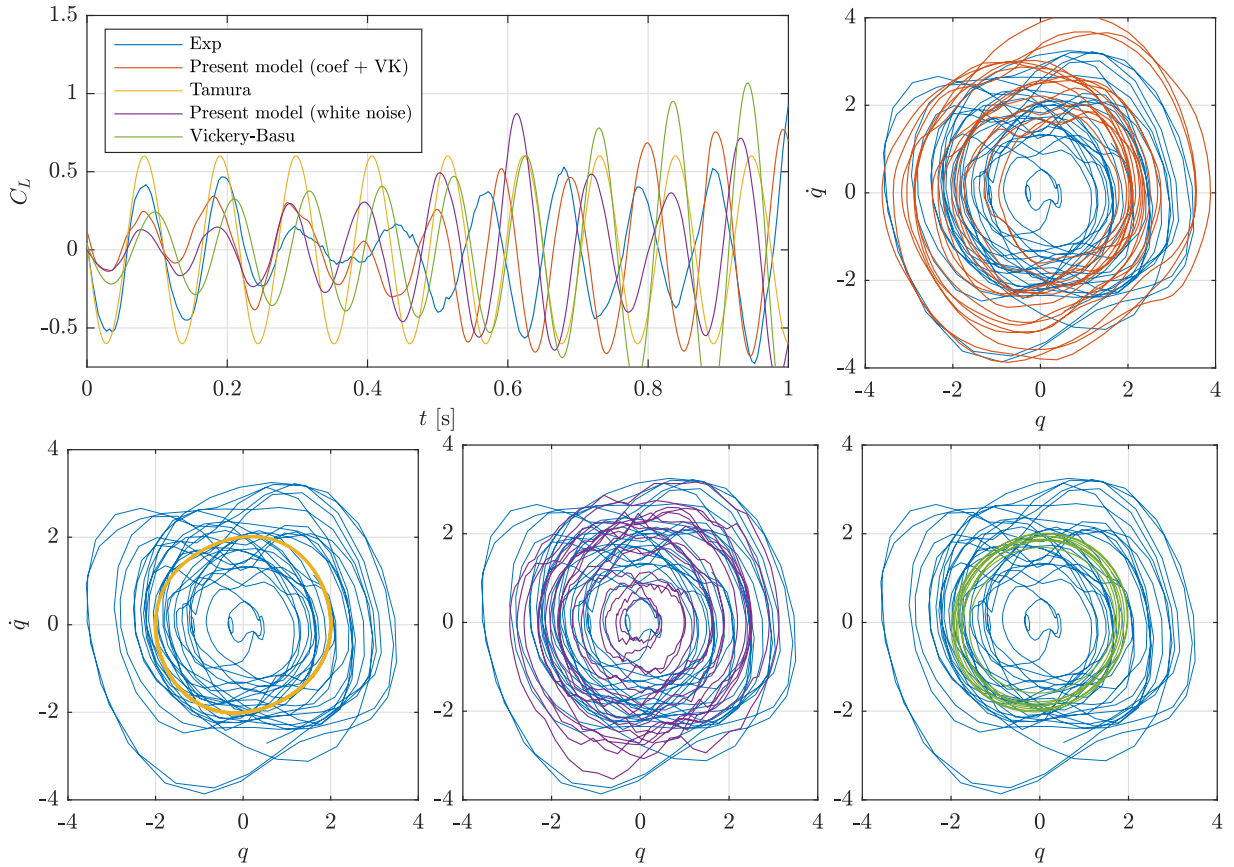 1.5
1
0.5
0
-0.5
C_L
Exp
Present model (coef + VK)
Tamura
Present model (white noise)
Vickery-Basu
0 0.2 0.4 0.6 0.8 1
t [s]
4
2
0
-2
-4
q̇
-4 -2 0 2 4
q
4
2
0
-2
-4
q̇
-4 -2 0 2 4
q
4
2
0
-2
-4
-4 -2 0 2 4
q
4
2
0
-2
-4
q̇
-4 -2 0 2 4
q